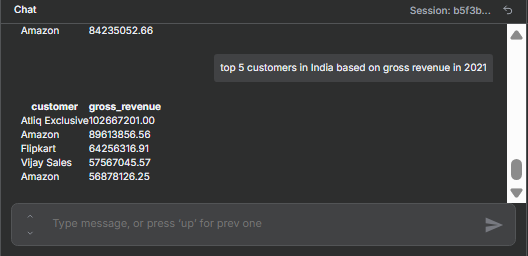 Chat
Session: b5f3b...
Amazon 84235052.66
top 5 customers in India based on gross revenue in 2021
customer gross_revenue
Atliq Exclusive102667201.00
Amazon 89613856.56
Flipkart 64256316.91
Vijay Sales 57567045.57
Amazon 56878126.25
Type message, or press 'up' for prev one